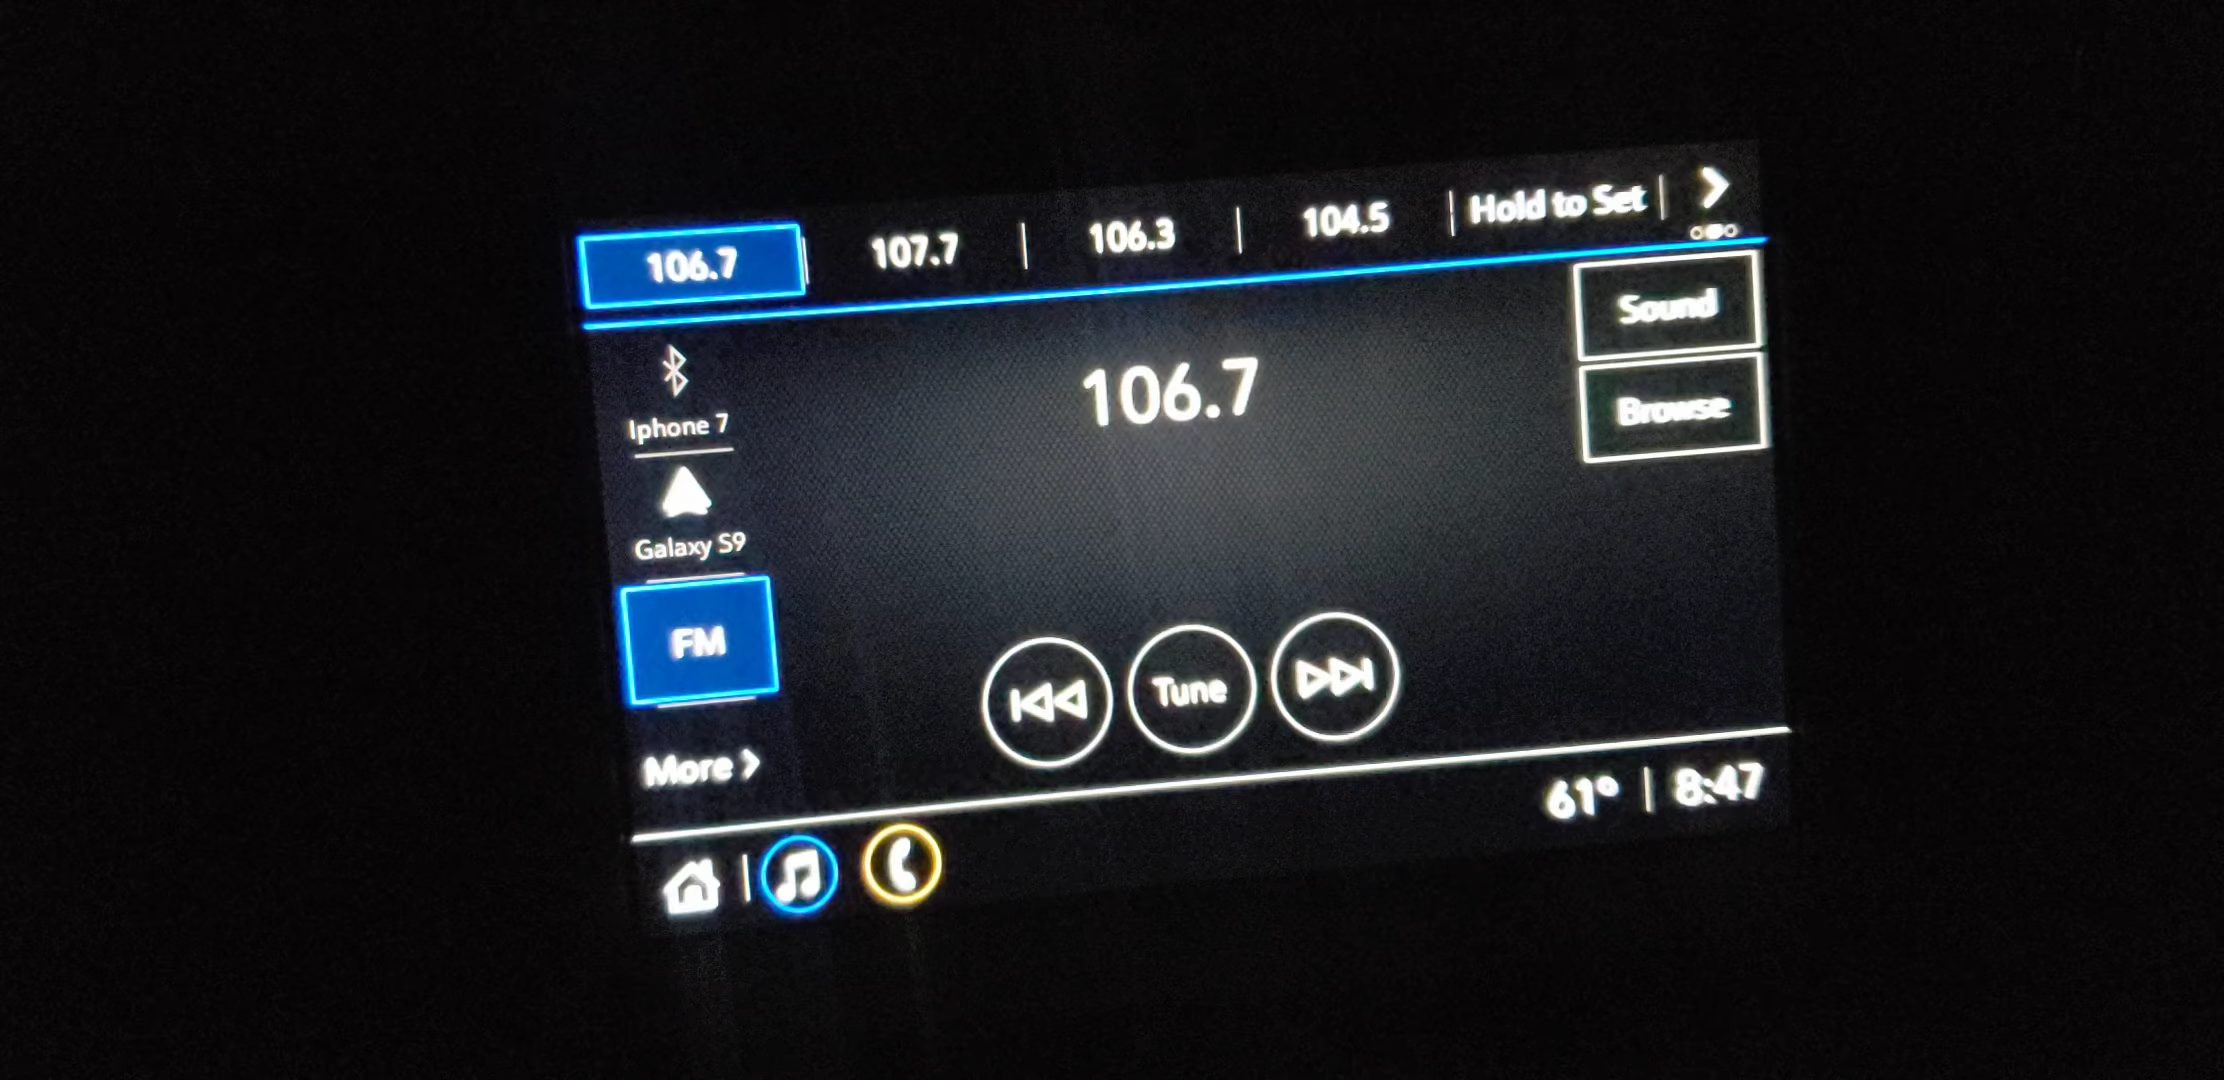 106.7 107.7 106.3 104.5 Hold to Set
Sound
106.7
Browse
Iphone 7
Galaxy S9
FM
Tune
More
61° 8:47